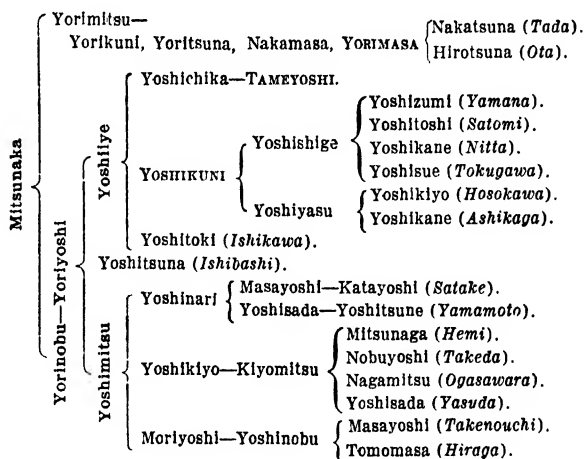 Mitsunaka
Yorimitsu—
Yorikuni, Yoritsuna, Nakamasa, YORIMASA
Nakatsuna (Tada).
Hirotsuna (Ota).
Yorinobu—Yoriyoshi
Yoshiiye
Yoshichika—TAMEYOSHI.
YOSHIKUNI
Yoshishige
Yoshizumi (Yamana).
Yoshitoshi (Satomi).
Yoshikane (Nitta).
Yoshisue (Tokugawa).
Yoshiyasu
Yoshikiyo (Hosokawa).
Yoshikane (Ashikaga).
Yoshitoki (Ishikawa).
Yoshitsuna (Ishibashi).
Yoshimitsu
Yoshinari
Masayoshi—Katayoshi (Satake).
Yoshisada—Yoshitsune (Yamamoto).
Yoshikiyo—Kiyomitsu
Mitsunaga (Hemi).
Nobuyoshi (Takeda).
Nagamitsu (Ogasawara).
Yoshisada (Yasuda).
Moriyoshi—Yoshinobu
Masayoshi (Takenouchi).
Tomomasa (Hiraga).